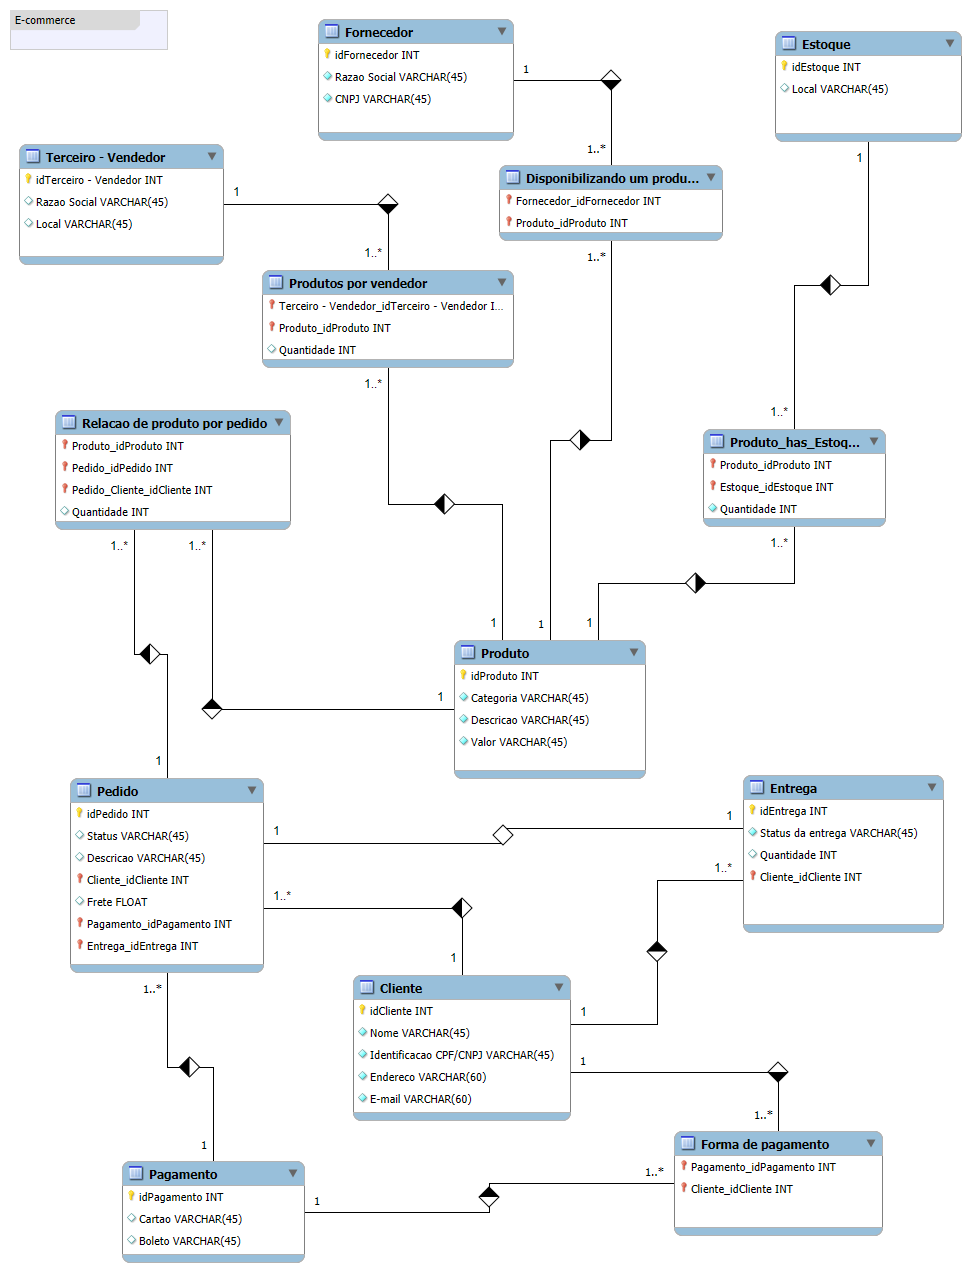 E-commerce
Fornecedor
idFornecedor INT
Razao Social VARCHAR(45)
CNPJ VARCHAR(45)
1
1..*
Estoque
idEstoque INT
Local VARCHAR(45)
1
1..*
Terceiro - Vendedor
idTerceiro - Vendedor INT
Razao Social VARCHAR(45)
Local VARCHAR(45)
1
1..*
Disponibilizando um produ...
Fornecedor_idFornecedor INT
Produto_idProduto INT
1..*
Produtos por vendedor
Terceiro - Vendedor_idTerceiro - Vendedor I...
Produto_idProduto INT
Quantidade INT
1..*
Relacao de produto por pedido
Produto_idProduto INT
Pedido_idPedido INT
Pedido_Cliente_idCliente INT
Quantidade INT
1..*
1..*
Produto_has_Estoq...
Produto_idProduto INT
Estoque_idEstoque INT
Quantidade INT
1..*
1
1
1
Produto
idProduto INT
Categoria VARCHAR(45)
Descricao VARCHAR(45)
Valor VARCHAR(45)
1
1
Pedido
idPedido INT
Status VARCHAR(45)
Descricao VARCHAR(45)
Cliente_idCliente INT
Frete FLOAT
Pagamento_idPagamento INT
Entrega_idEntrega INT
1
1..*
1..*
Entrega
idEntrega INT
Status da entrega VARCHAR(45)
Quantidade INT
Cliente_idCliente INT
1
1..*
1
Cliente
idCliente INT
Nome VARCHAR(45)
Identificacao CPF/CNPJ VARCHAR(45)
Endereco VARCHAR(60)
E-mail VARCHAR(60)
1
1
1..*
Forma de pagamento
Pagamento_idPagamento INT
Cliente_idCliente INT
1..*
1
Pagamento
idPagamento INT
Cartao VARCHAR(45)
Boleto VARCHAR(45)
1